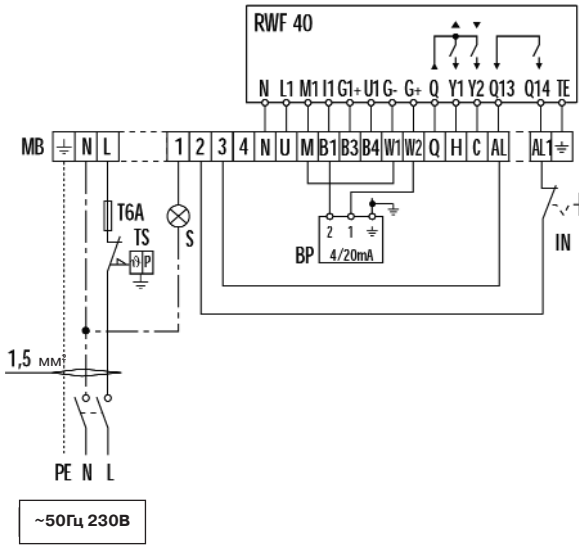 RWF 40
N L1 M1 I1 G1+ U1 G- G+ Q Y1 Y2 Q13 Q14 TE
MB N L 1 2 3 4 N U M B1 B3 B4 W1 W2 Q H C AL AL1
T6A
TS
ϑ P
S
2 1
BP 4/20mA
IN
1,5 мм²
PE N L
~50Гц 230В